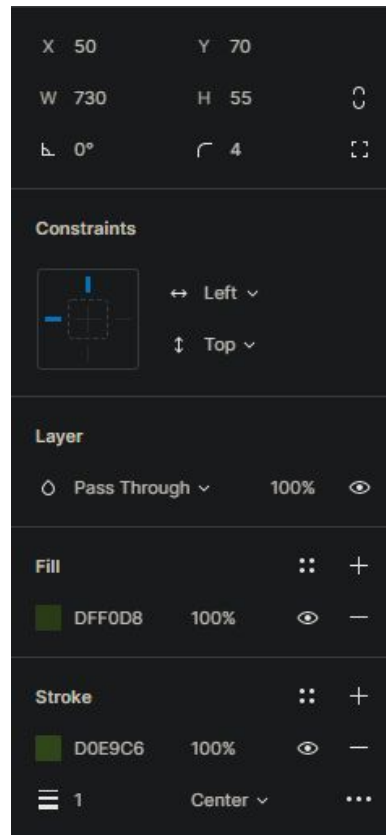 X 50 Y 70
W 730 H 55
0° 4
Constraints
Left
Top
Layer
Pass Through 100%
Fill
DFF0D8 100%
Stroke
D0E9C6 100%
1 Center